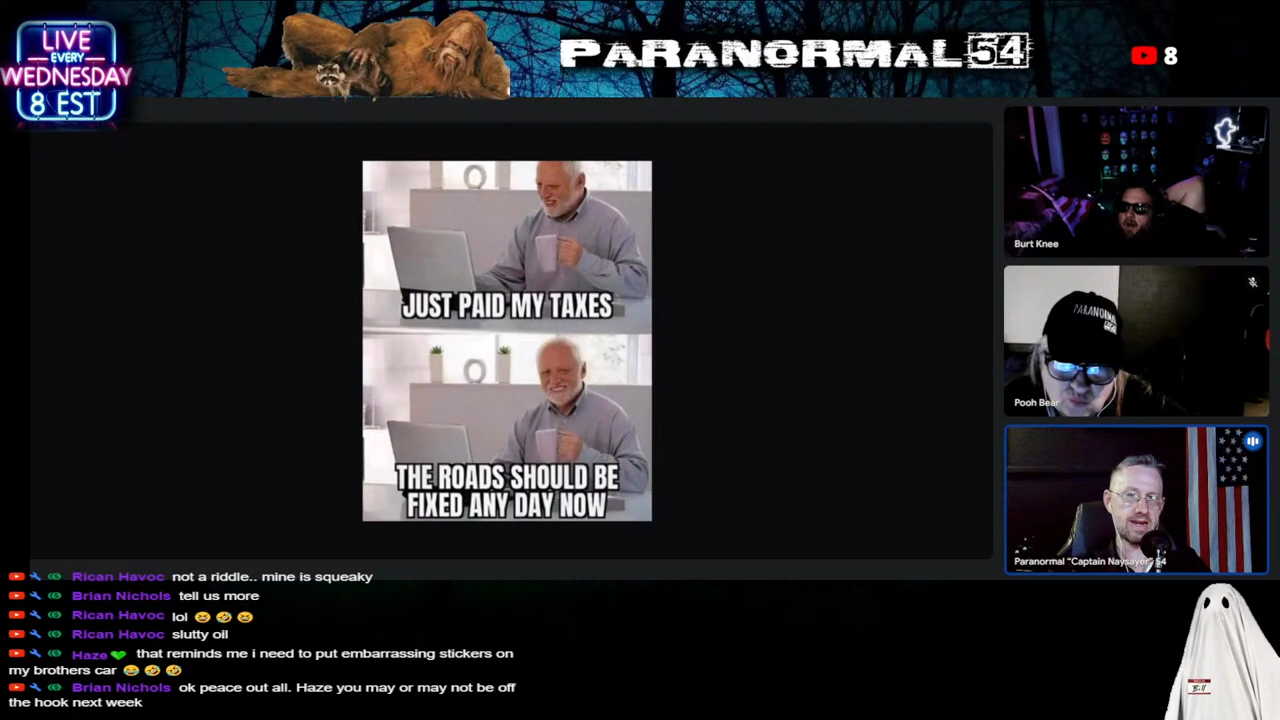 LIVE
EVERY
WEDNESDAY
8 EST
PARANORMAL 54
8
JUST PAID MY TAXES
THE ROADS SHOULD BE
FIXED ANY DAY NOW
Burt Knee
PARANORMAL
Pooh Bear
Paranormal "Captain Naysayer" 54
Rican Havoc not a riddle.. mine is squeaky
Brian Nichols tell us more
Rican Havoc lol 😆 🤣 😆
Rican Havoc slutty oil
Haze💚 that reminds me i need to put embarrassing stickers on
my brothers car 😂 🤣 🤣
Brian Nichols ok peace out all. Haze you may or may not be off
the hook next week
Bill